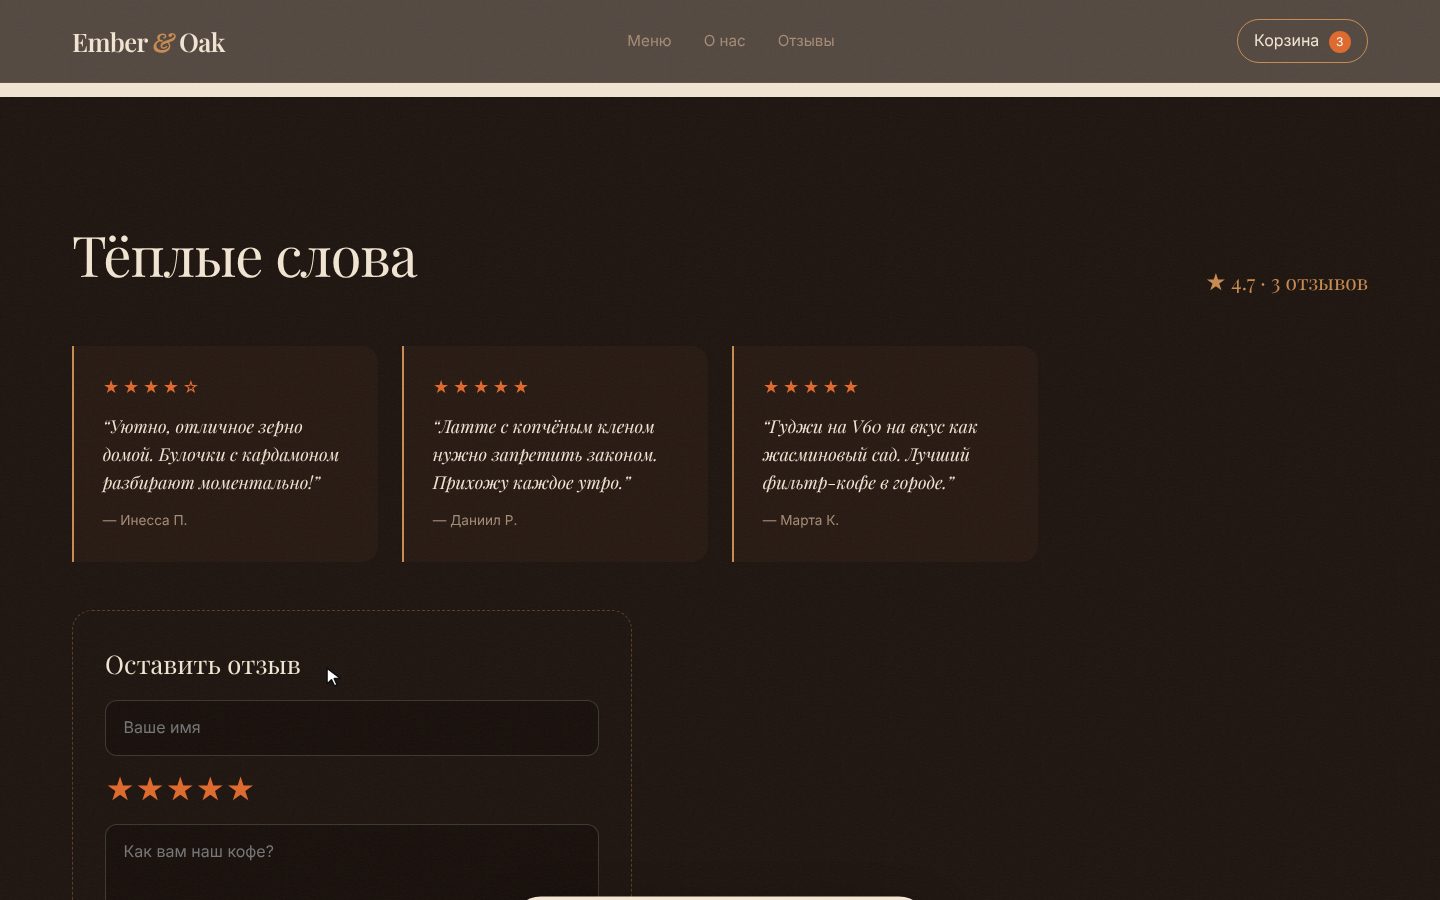 Ember & Oak
Меню
О нас
Отзывы
Корзина 3
Тёплые слова
★ 4.7 · 3 отзывов
★★★★☆
“Уютно, отличное зерно
домой. Булочки с кардамоном
разбирают моментально!”
— Инесса П.
★★★★★
“Латте с копчёным кленом
нужно запретить законом.
Прихожу каждое утро.”
— Даниил Р.
★★★★★
“Гуджи на V60 на вкус как
жасминовый сад. Лучший
фильтр-кофе в городе.”
— Марта К.
Оставить отзыв
Ваше имя
★★★★★
Как вам наш кофе?